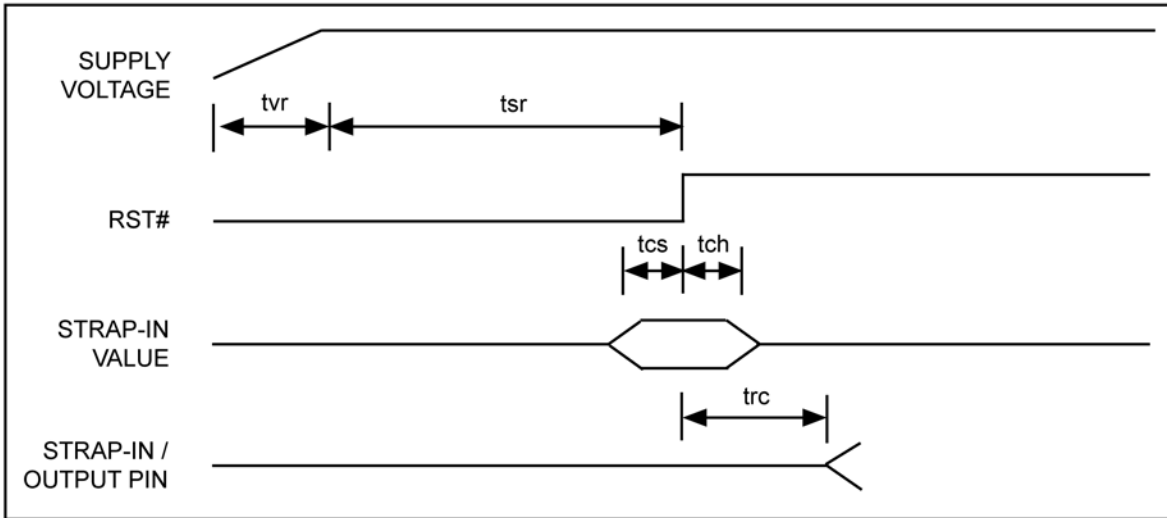 SUPPLY
VOLTAGE
tvr
tsr
RST#
tcs
tch
STRAP-IN
VALUE
trc
STRAP-IN /
OUTPUT PIN